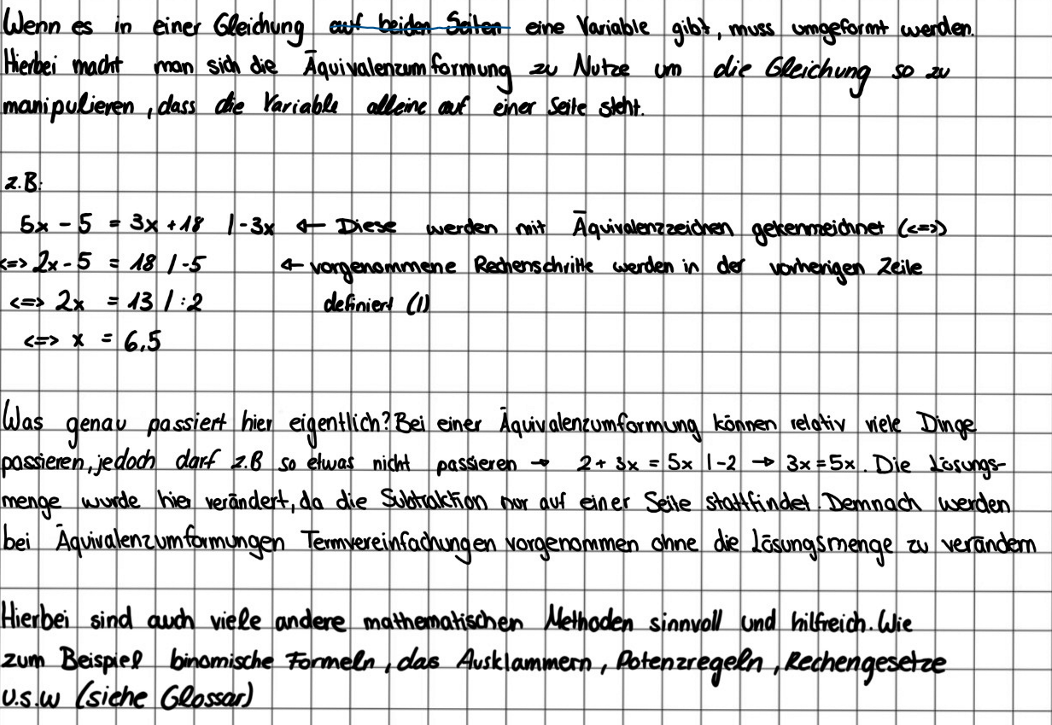 Wenn es in einer Gleichung auf beiden Seiten eine Variable gibt, muss umgeformt werden.
Hierbei macht man sich die Äquivalenzumformung zu Nutze um die Gleichung so zu
manipulieren, dass die Variable alleine auf einer Seite steht.
z.B:
5x - 5 = 3x + 18 |-3x ← Diese werden mit Äquivalenzzeichen gekennzeichnet (<=>)
<=> 2x - 5 = 18 | -5 ← vorgenommene Rechenschritte werden in der vorherigen Zeile
<=> 2x = 13 | : 2 definiert (|)
<=> x = 6,5
Was genau passiert hier eigentlich? Bei einer Äquivalenzumformung können relativ viele Dinge
passieren, jedoch darf z.B so etwas nicht passieren → 2 + 3x = 5x |-2 → 3x = 5x. Die Lösungs-
menge wurde hier verändert, da die Subtraktion nur auf einer Seite stattfindet. Demnach werden
bei Äquivalenzumformungen Termvereinfachungen vorgenommen ohne die Lösungsmenge zu verändern
Hierbei sind auch viele andere mathematischen Methoden sinnvoll und hilfreich. Wie
zum Beispiel binomische Formeln, das Ausklammern, Potenzregeln, Rechengesetze
u.s.w (siehe Glossar)